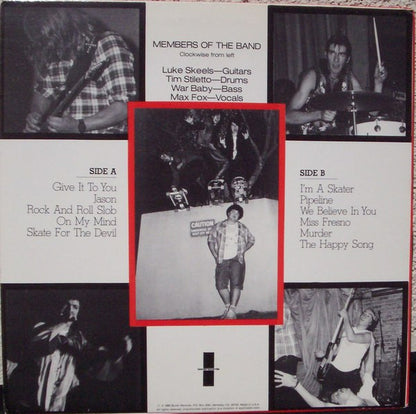 MEMBERS OF THE BAND
Clockwise from left
Luke Skeels—Guitars
Tim Stiletto—Drums
War Baby—Bass
Max Fox—Vocals
SIDE A
Give It To You
Jason
Rock And Roll Slob
On My Mind
Skate For The Devil
SIDE B
I'm A Skater
Pipeline
We Believe In You
Miss Fresno
Murder
The Happy Song
CAUTION